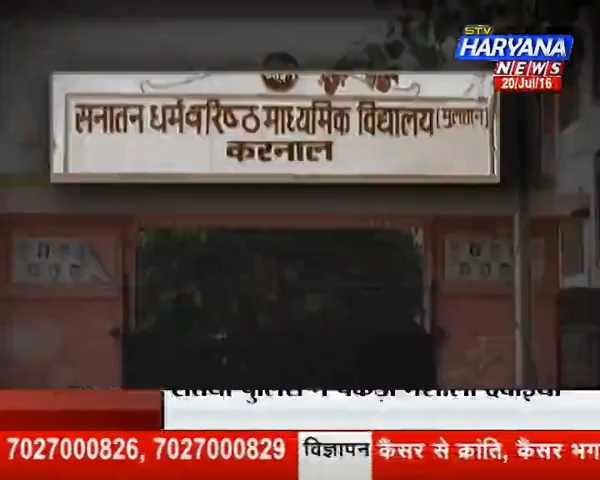 STV
HARYANA
NEWS
20/Jul/16
सनातन धर्म वरिष्ठ माध्यमिक विद्यालय (मुलतान)
करनाल
7027000826, 7027000829 विज्ञापन कैंसर से क्रांति, कैंसर भग